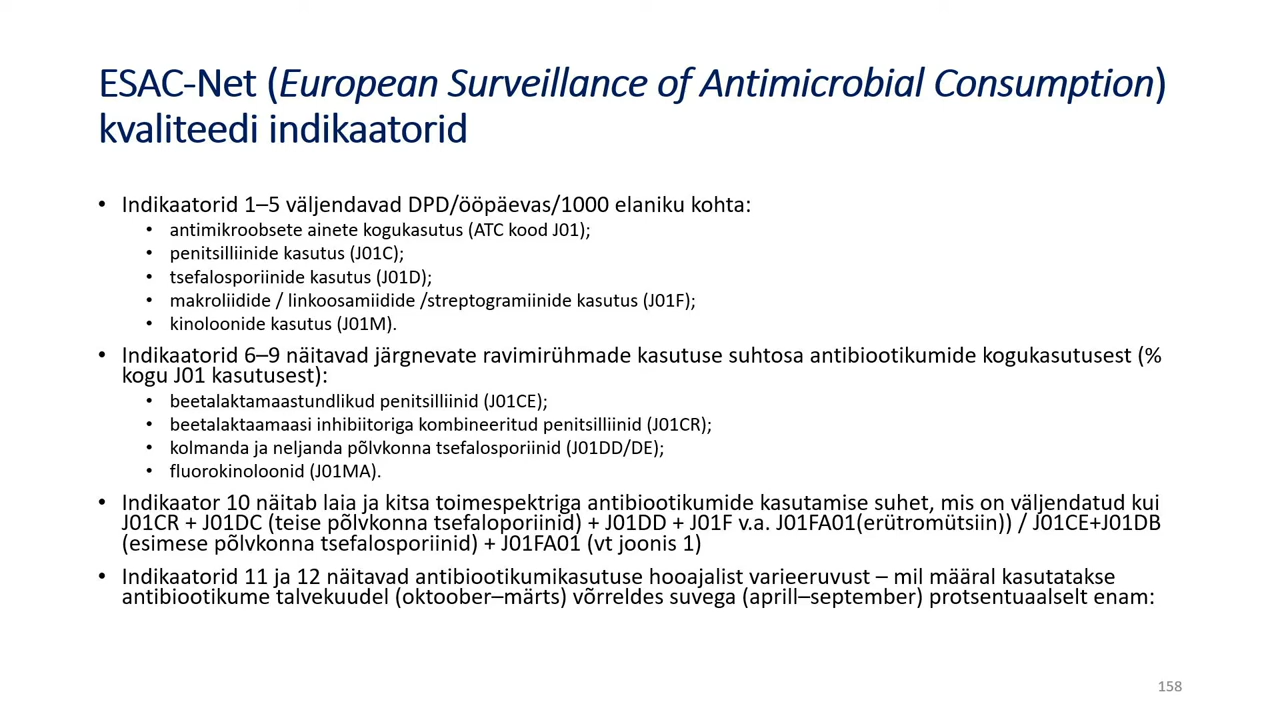 ESAC-Net (European Surveillance of Antimicrobial Consumption)
kvaliteedi indikaatorid
• Indikaatorid 1–5 väljendavad DPD/ööpäevas/1000 elaniku kohta:
• antimikroobsete ainete kogukasutus (ATC kood J01);
• penitsilliinide kasutus (J01C);
• tsefalosporiinide kasutus (J01D);
• makroliidide / linkoosamiidide /streptogramiinide kasutus (J01F);
• kinoloonide kasutus (J01M).
• Indikaatorid 6–9 näitavad järgnevate ravimirühmade kasutuse suhtosa antibiootikumide kogukasutusest (%
kogu J01 kasutusest):
• beetalaktamaastundlikud penitsilliinid (J01CE);
• beetalaktaamaasi inhibiitoriga kombineeritud penitsilliinid (J01CR);
• kolmanda ja neljanda põlvkonna tsefalosporiinid (J01DD/DE);
• fluorokinoloonid (J01MA).
• Indikaator 10 näitab laia ja kitsa toimespektriga antibiootikumide kasutamise suhet, mis on väljendatud kui
J01CR + J01DC (teise põlvkonna tsefaloporiinid) + J01DD + J01F v.a. J01FA01(erütromütsiin)) / J01CE+J01DB
(esimese põlvkonna tsefalosporiinid) + J01FA01 (vt joonis 1)
• Indikaatorid 11 ja 12 näitavad antibiootikumikasutuse hooajalist varieeruvust – mil määral kasutatakse
antibiootikume talvekuudel (oktoober–märts) võrreldes suvega (aprill–september) protsentuaalselt enam:
158